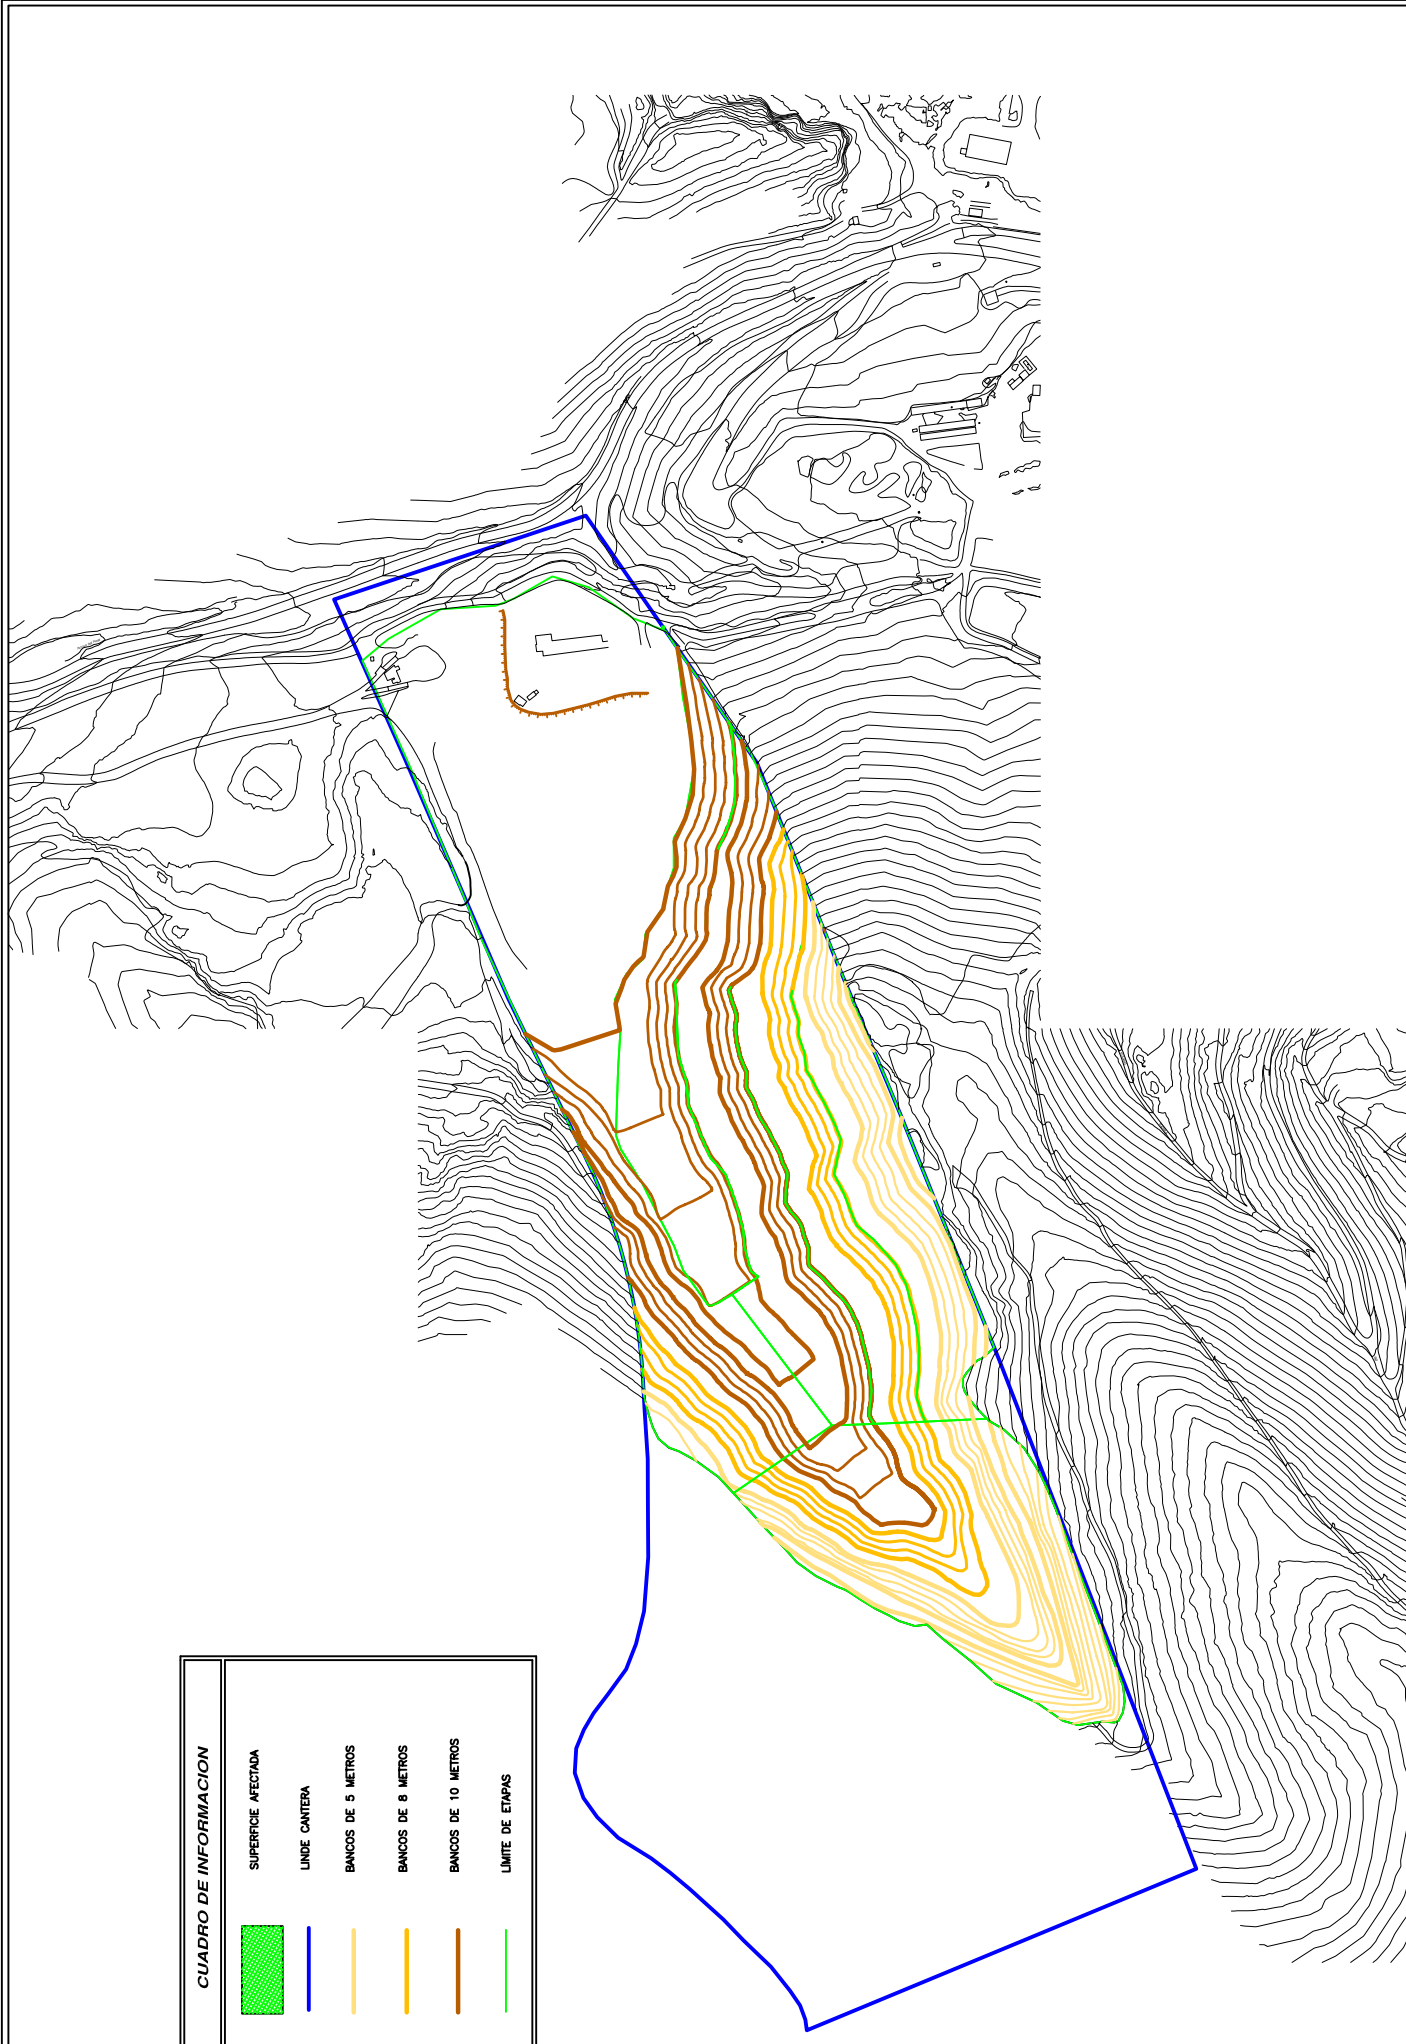 CUADRO DE INFORMACION
SUPERFICIE AFECTADA
LINDE CANTERA
BANCOS DE 5 METROS
BANCOS DE 8 METROS
BANCOS DE 10 METROS
LÍMITE DE ETAPAS